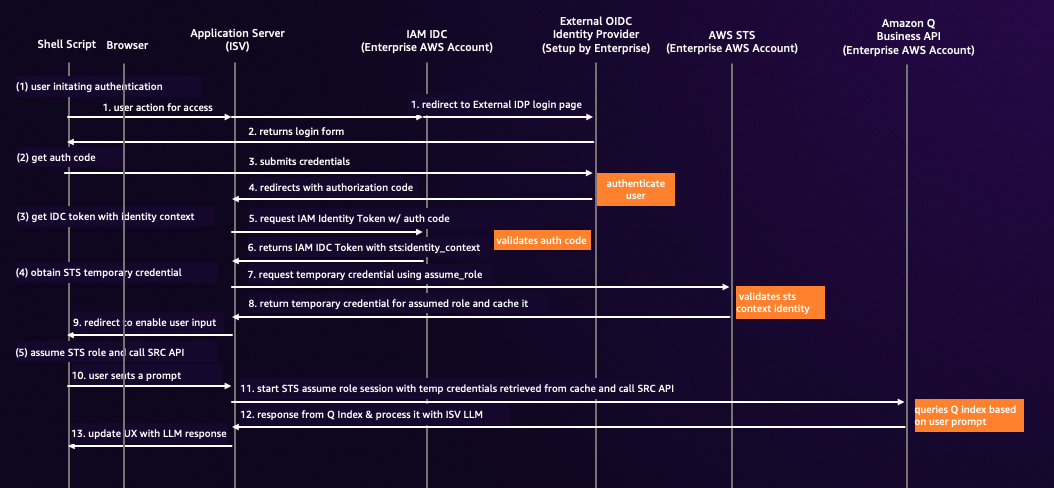 Shell Script
Browser
Application Server
(ISV)
IAM IDC
(Enterprise AWS Account)
External OIDC
Identity Provider
(Setup by Enterprise)
AWS STS
(Enterprise AWS Account)
Amazon Q
Business API
(Enterprise AWS Account)
(1) user initating authentication
1. user action for access
1. redirect to External IDP login page
2. returns login form
(2) get auth code
3. submits credentials
authenticate
user
4. redirects with authorization code
(3) get IDC token with identity context
5. request IAM Identity Token w/ auth code
validates auth code
6. returns IAM IDC Token with sts:identity_context
(4) obtain STS temporary credential
7. request temporary credential using assume_role
validates sts
context identity
8. return temporary credential for assumed role and cache it
9. redirect to enable user input
(5) assume STS role and call SRC API
10. user sents a prompt
11. start STS assume role session with temp credentials retrieved from cache and call SRC API
queries Q index based
on user prompt
12. response from Q Index & process it with ISV LLM
13. update UX with LLM response